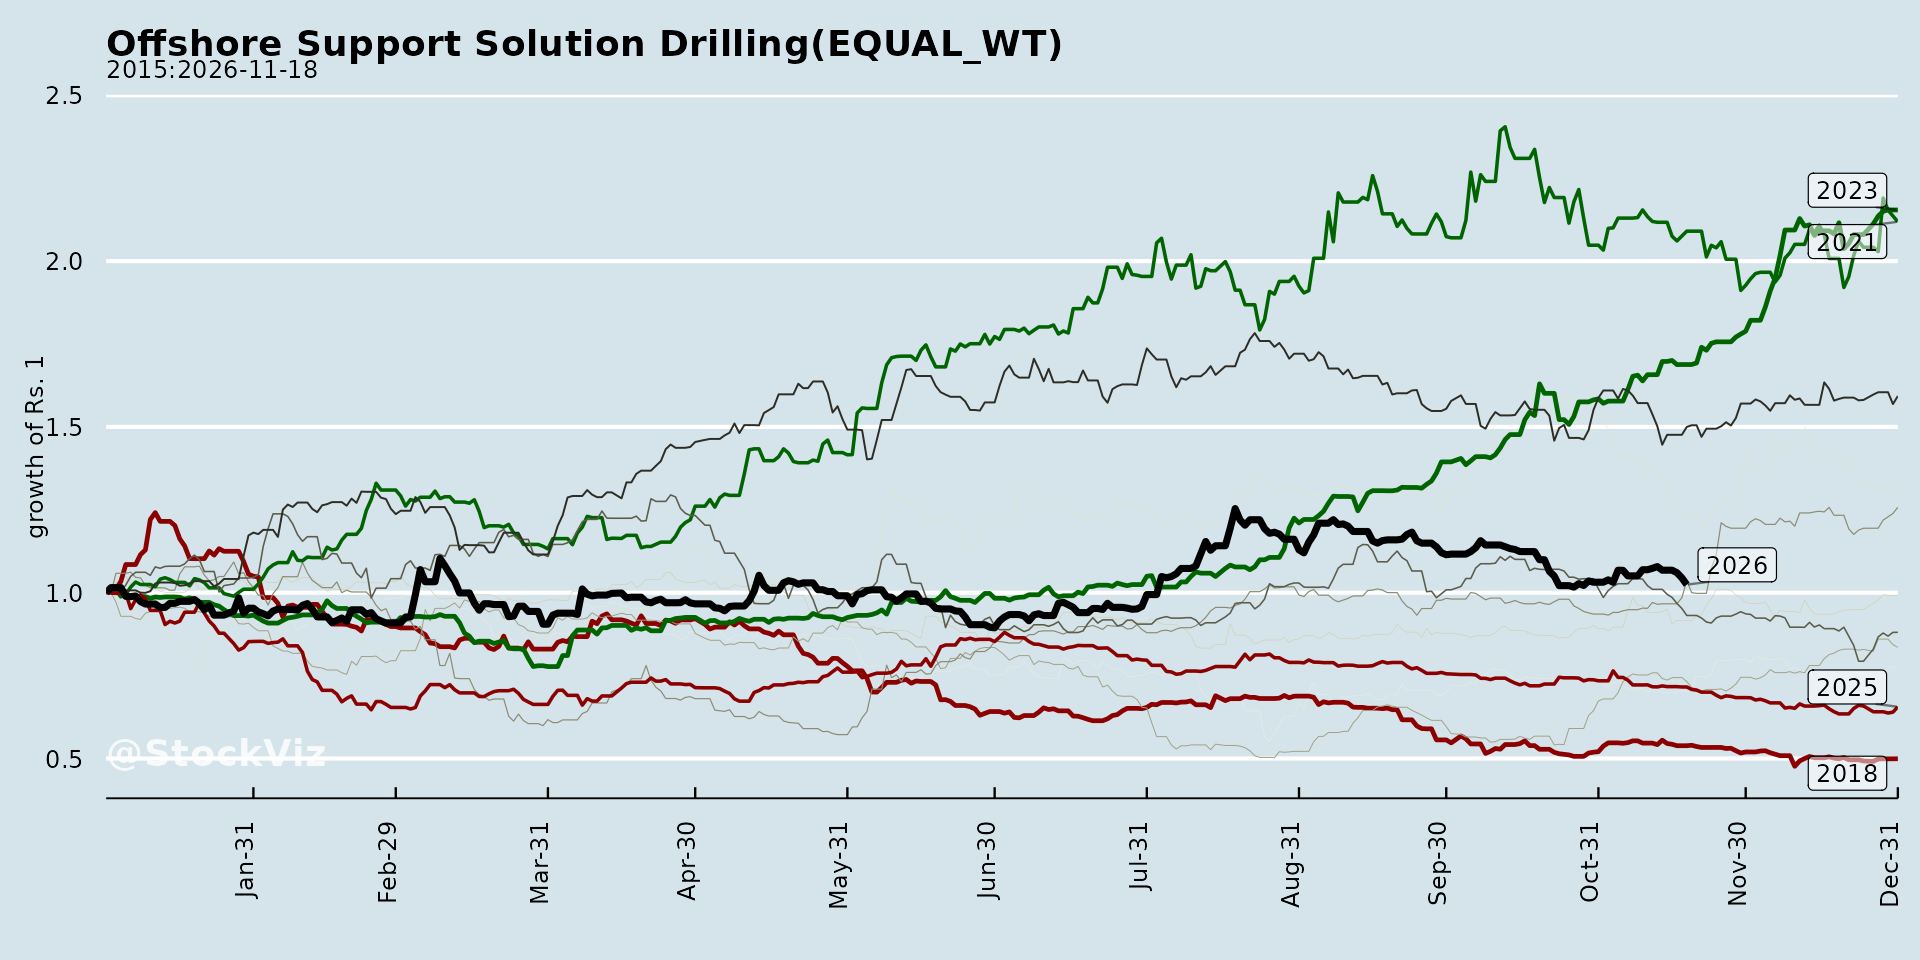 Offshore Support Solution Drilling(EQUAL_WT)
2015:2026-11-18
growth of Rs. 1
2.5
2.0
1.5
1.0
0.5
2023
2021
2026
2025
2018
@StockViz
Jan-31
Feb-29
Mar-31
Apr-30
May-31
Jun-30
Jul-31
Aug-31
Sep-30
Oct-31
Nov-30
Dec-31